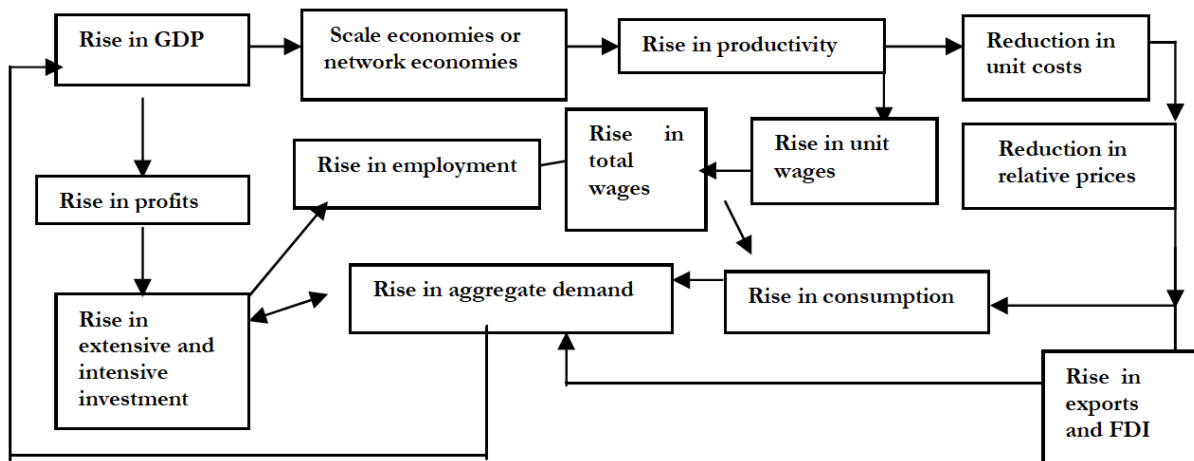 Rise in GDP
Scale economies or
network economies
Rise in productivity
Reduction in
unit costs
Rise in employment
Rise in
total
wages
Rise in unit
wages
Reduction in
relative prices
Rise in profits
Rise in aggregate demand
Rise in consumption
Rise in
extensive and
intensive
investment
Rise in
exports
and FDI